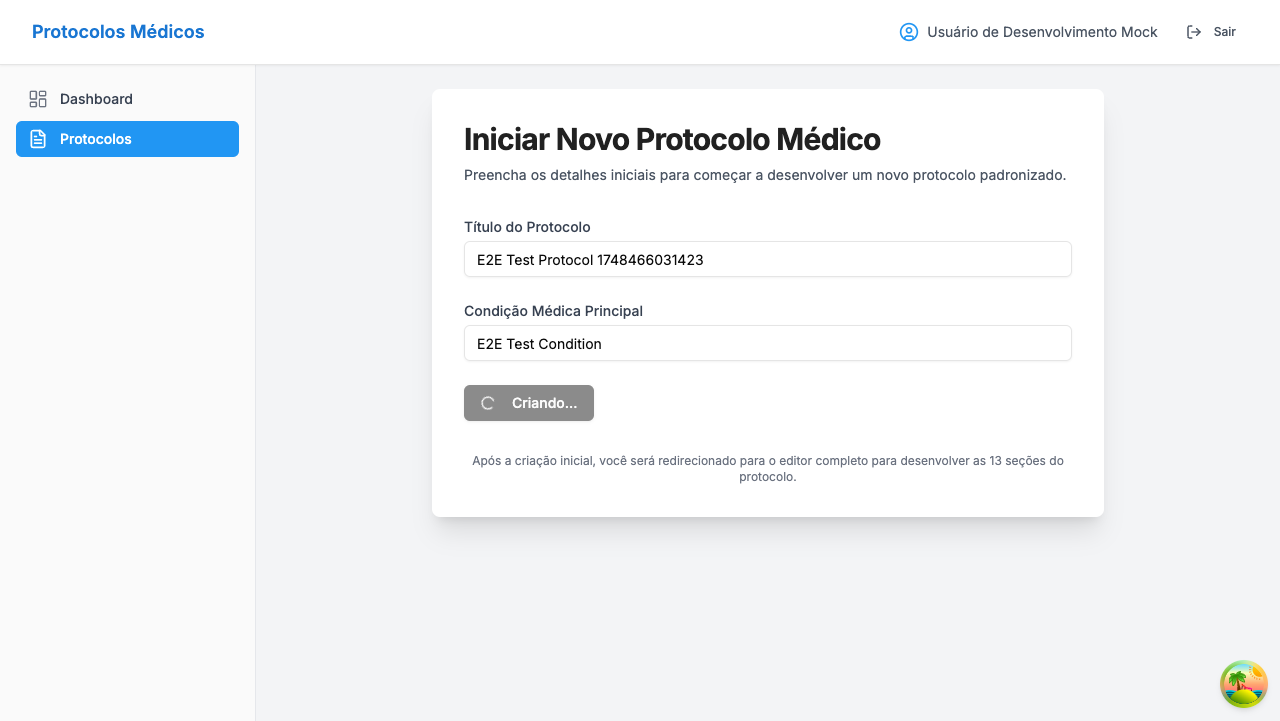 Protocolos Médicos
Usuário de Desenvolvimento Mock
Sair
Dashboard
Protocolos
Iniciar Novo Protocolo Médico
Preencha os detalhes iniciais para começar a desenvolver um novo protocolo padronizado.
Título do Protocolo
E2E Test Protocol 1748466031423
Condição Médica Principal
E2E Test Condition
Criando...
Após a criação inicial, você será redirecionado para o editor completo para desenvolver as 13 seções do
protocolo.